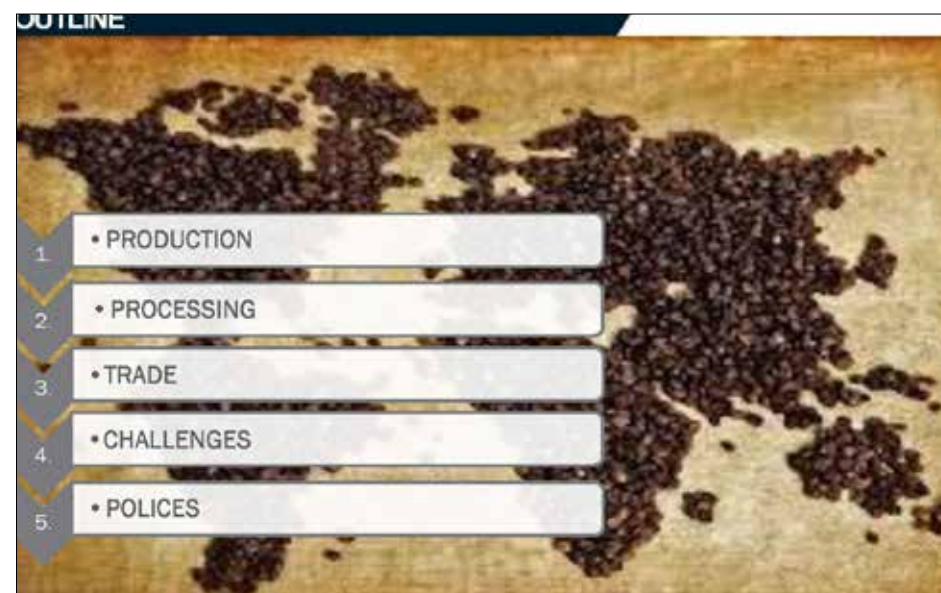 OUTLINE
1. • PRODUCTION
2. • PROCESSING
3. • TRADE
4. • CHALLENGES
5. • POLICES